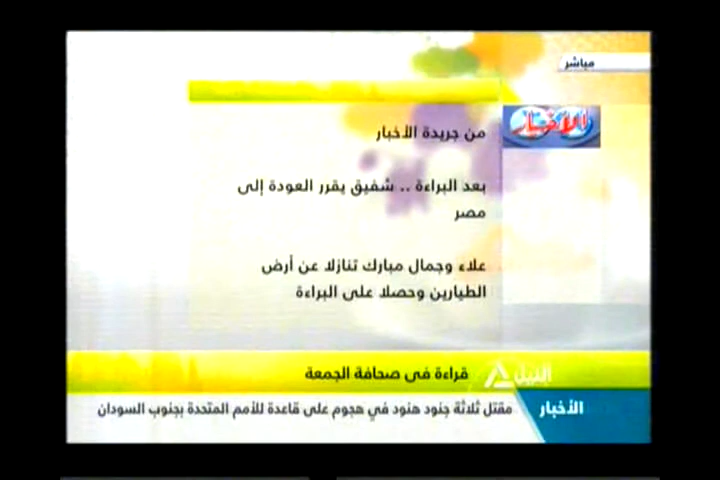 مباشر
الأخبار
من جريدة الأخبار
بعد البراءة .. شفيق يقرر العودة إلى
مصر
علاء وجمال مبارك تنازلا عن أرض
الطيارين وحصلا على البراءة
النيل
قراءة فى صحافة الجمعة
الأخبار
مقتل ثلاثة جنود هنود في هجوم على قاعدة للأمم المتحدة بجنوب السودان